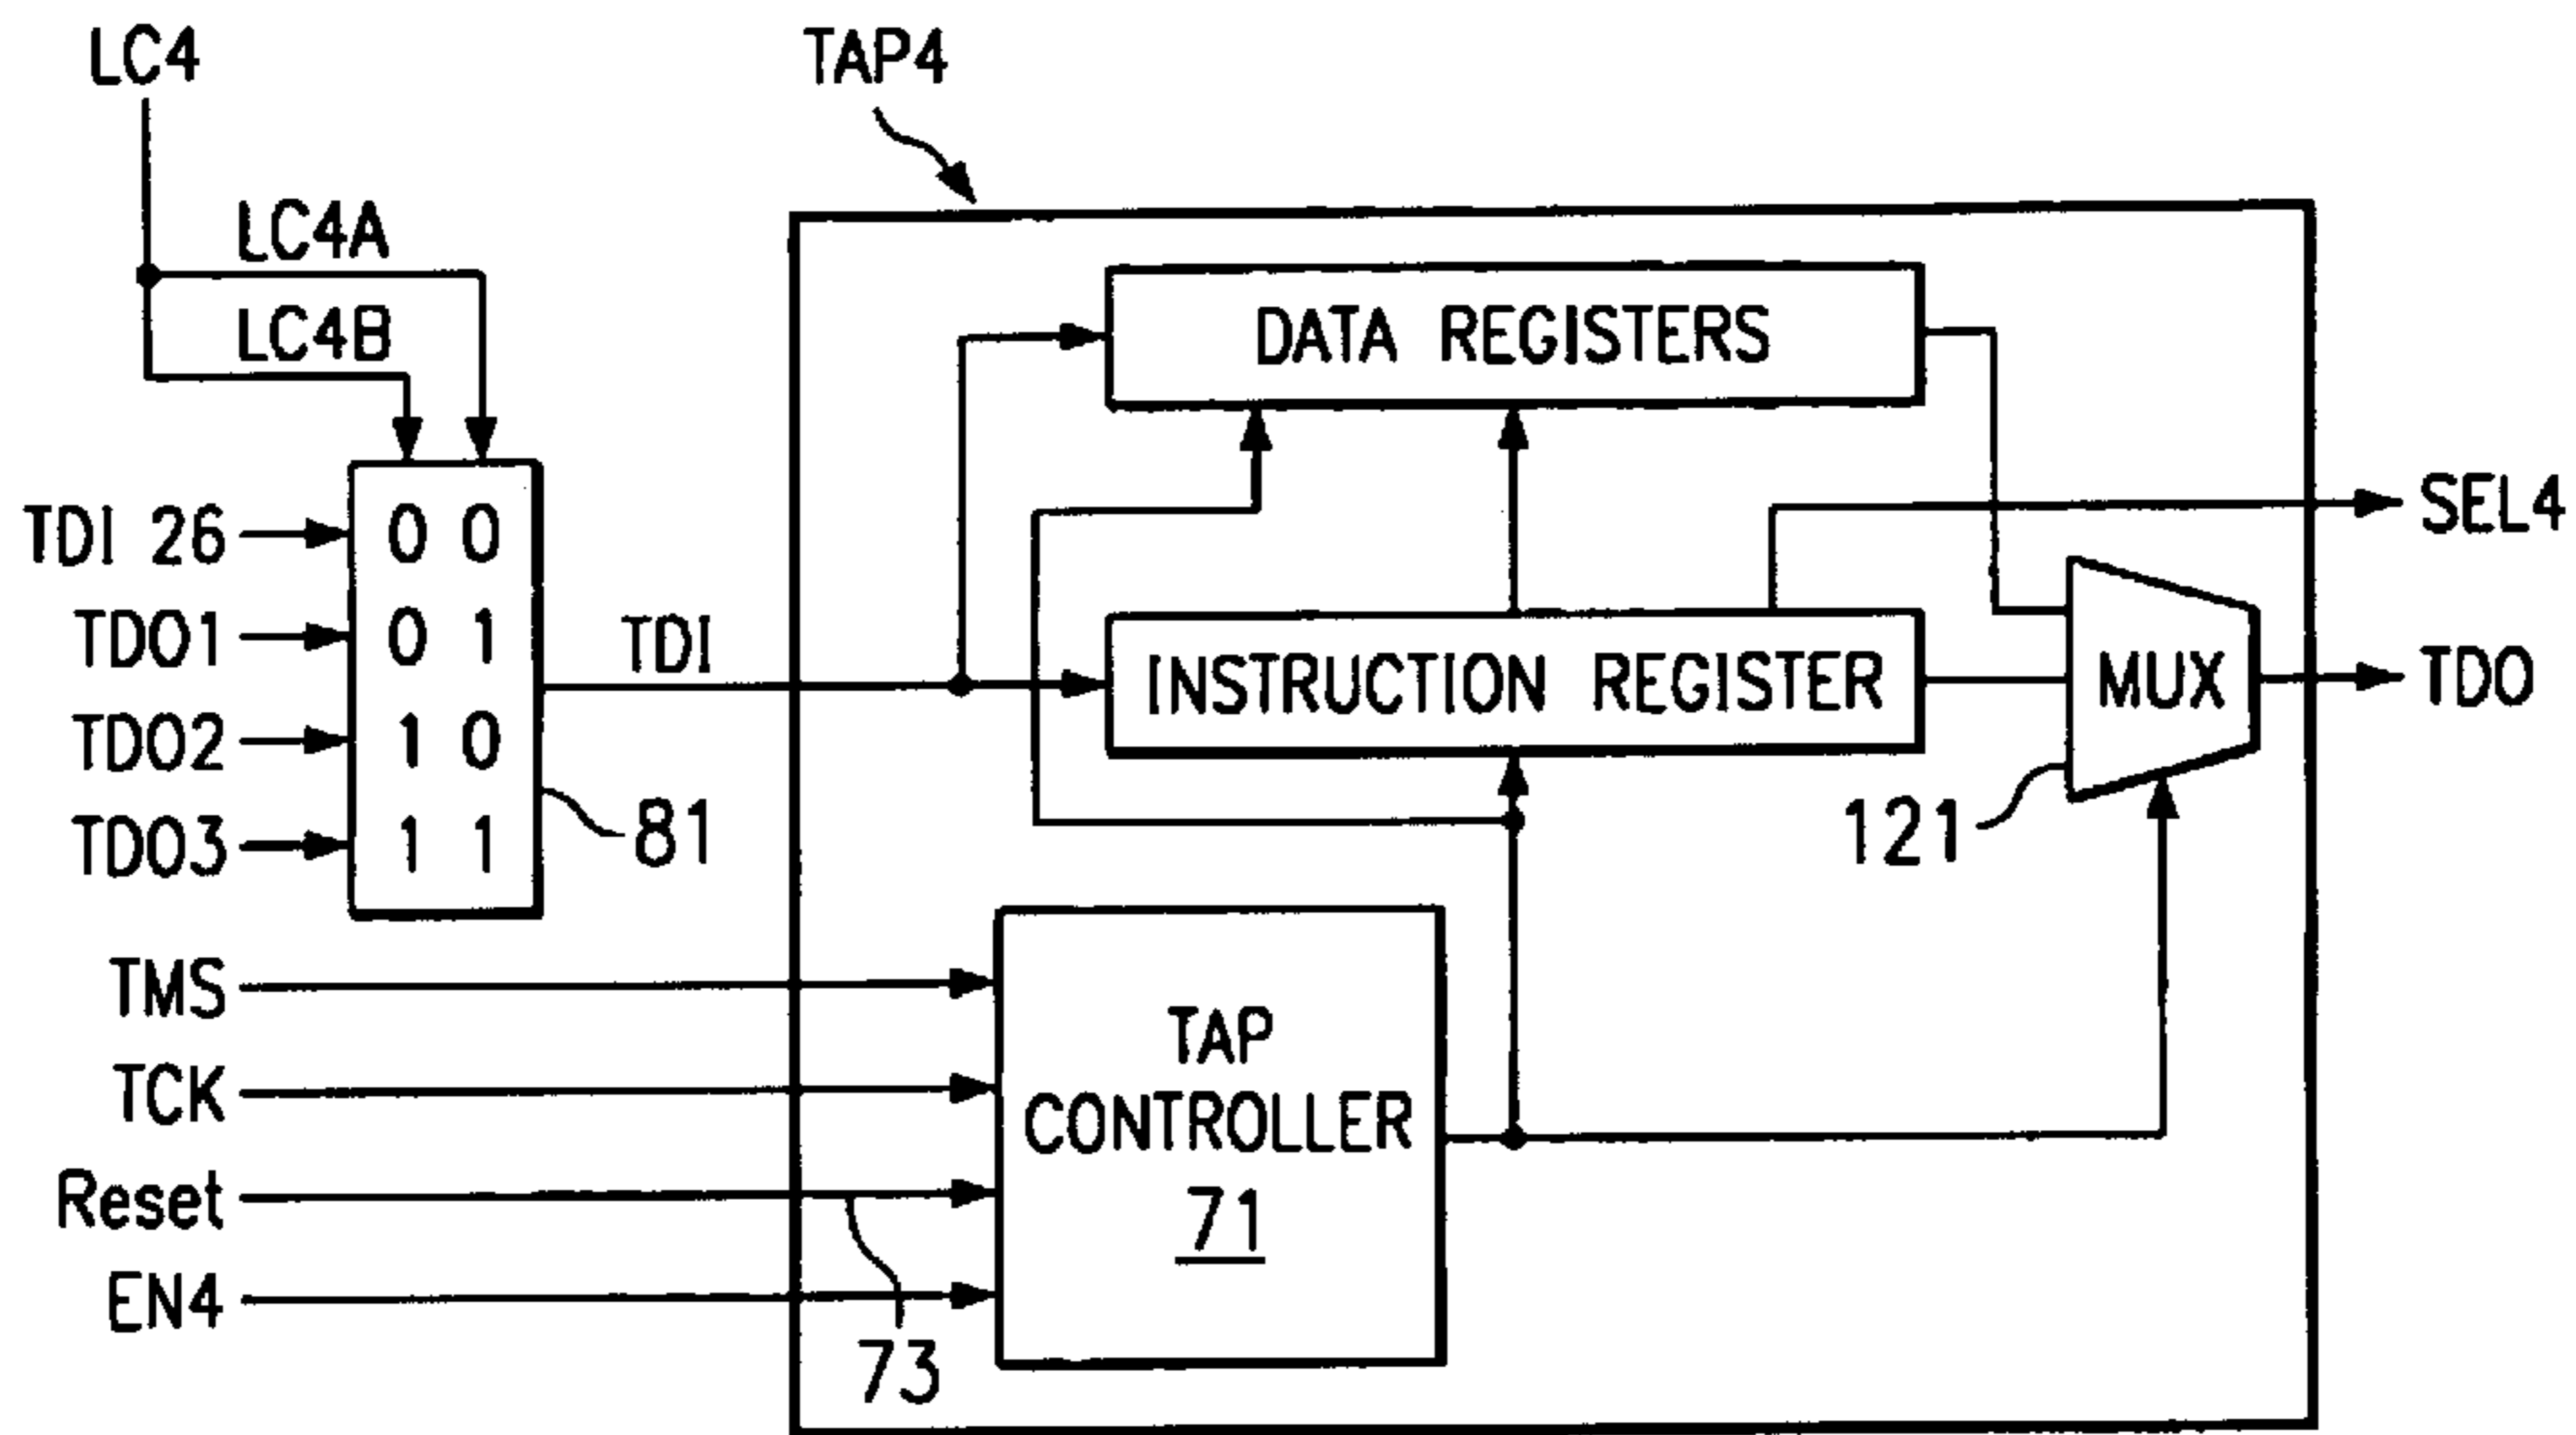 LC4
TAP4
LC4A
LC4B
DATA REGISTERS
TDI 26
0 0
SEL4
TDO1
0 1
TDI
INSTRUCTION REGISTER
MUX
TDO
TDO2
1 0
TDO3
1 1
81
121
TMS
TCK
Reset
EN4
TAP
CONTROLLER
71
73